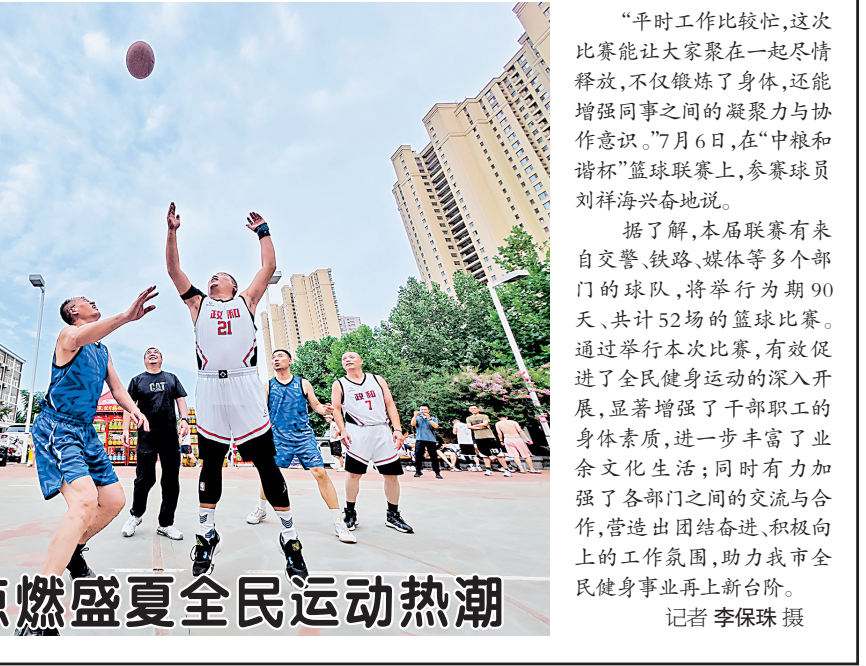 “平时工作比较忙,这次
比赛能让大家聚在一起尽情
释放,不仅锻炼了身体,还能
增强同事之间的凝聚力与协
作意识。”7月6日,在“中粮和
谐杯”篮球联赛上,参赛球员
刘祥海兴奋地说。
据了解,本届联赛有来
自交警、铁路、媒体等多个部
门的球队,将举行为期90
天、共计52场的篮球比赛。
通过举行本次比赛,有效促
进了全民健身运动的深入开
展,显著增强了干部职工的
身体素质,进一步丰富了业
余文化生活;同时有力加
强了各部门之间的交流与合
作,营造出团结奋进、积极向
上的工作氛围,助力我市全
民健身事业再上新台阶。
记者 李保珠 摄
政和
21
CAT
政和
7
点燃盛夏全民运动热潮